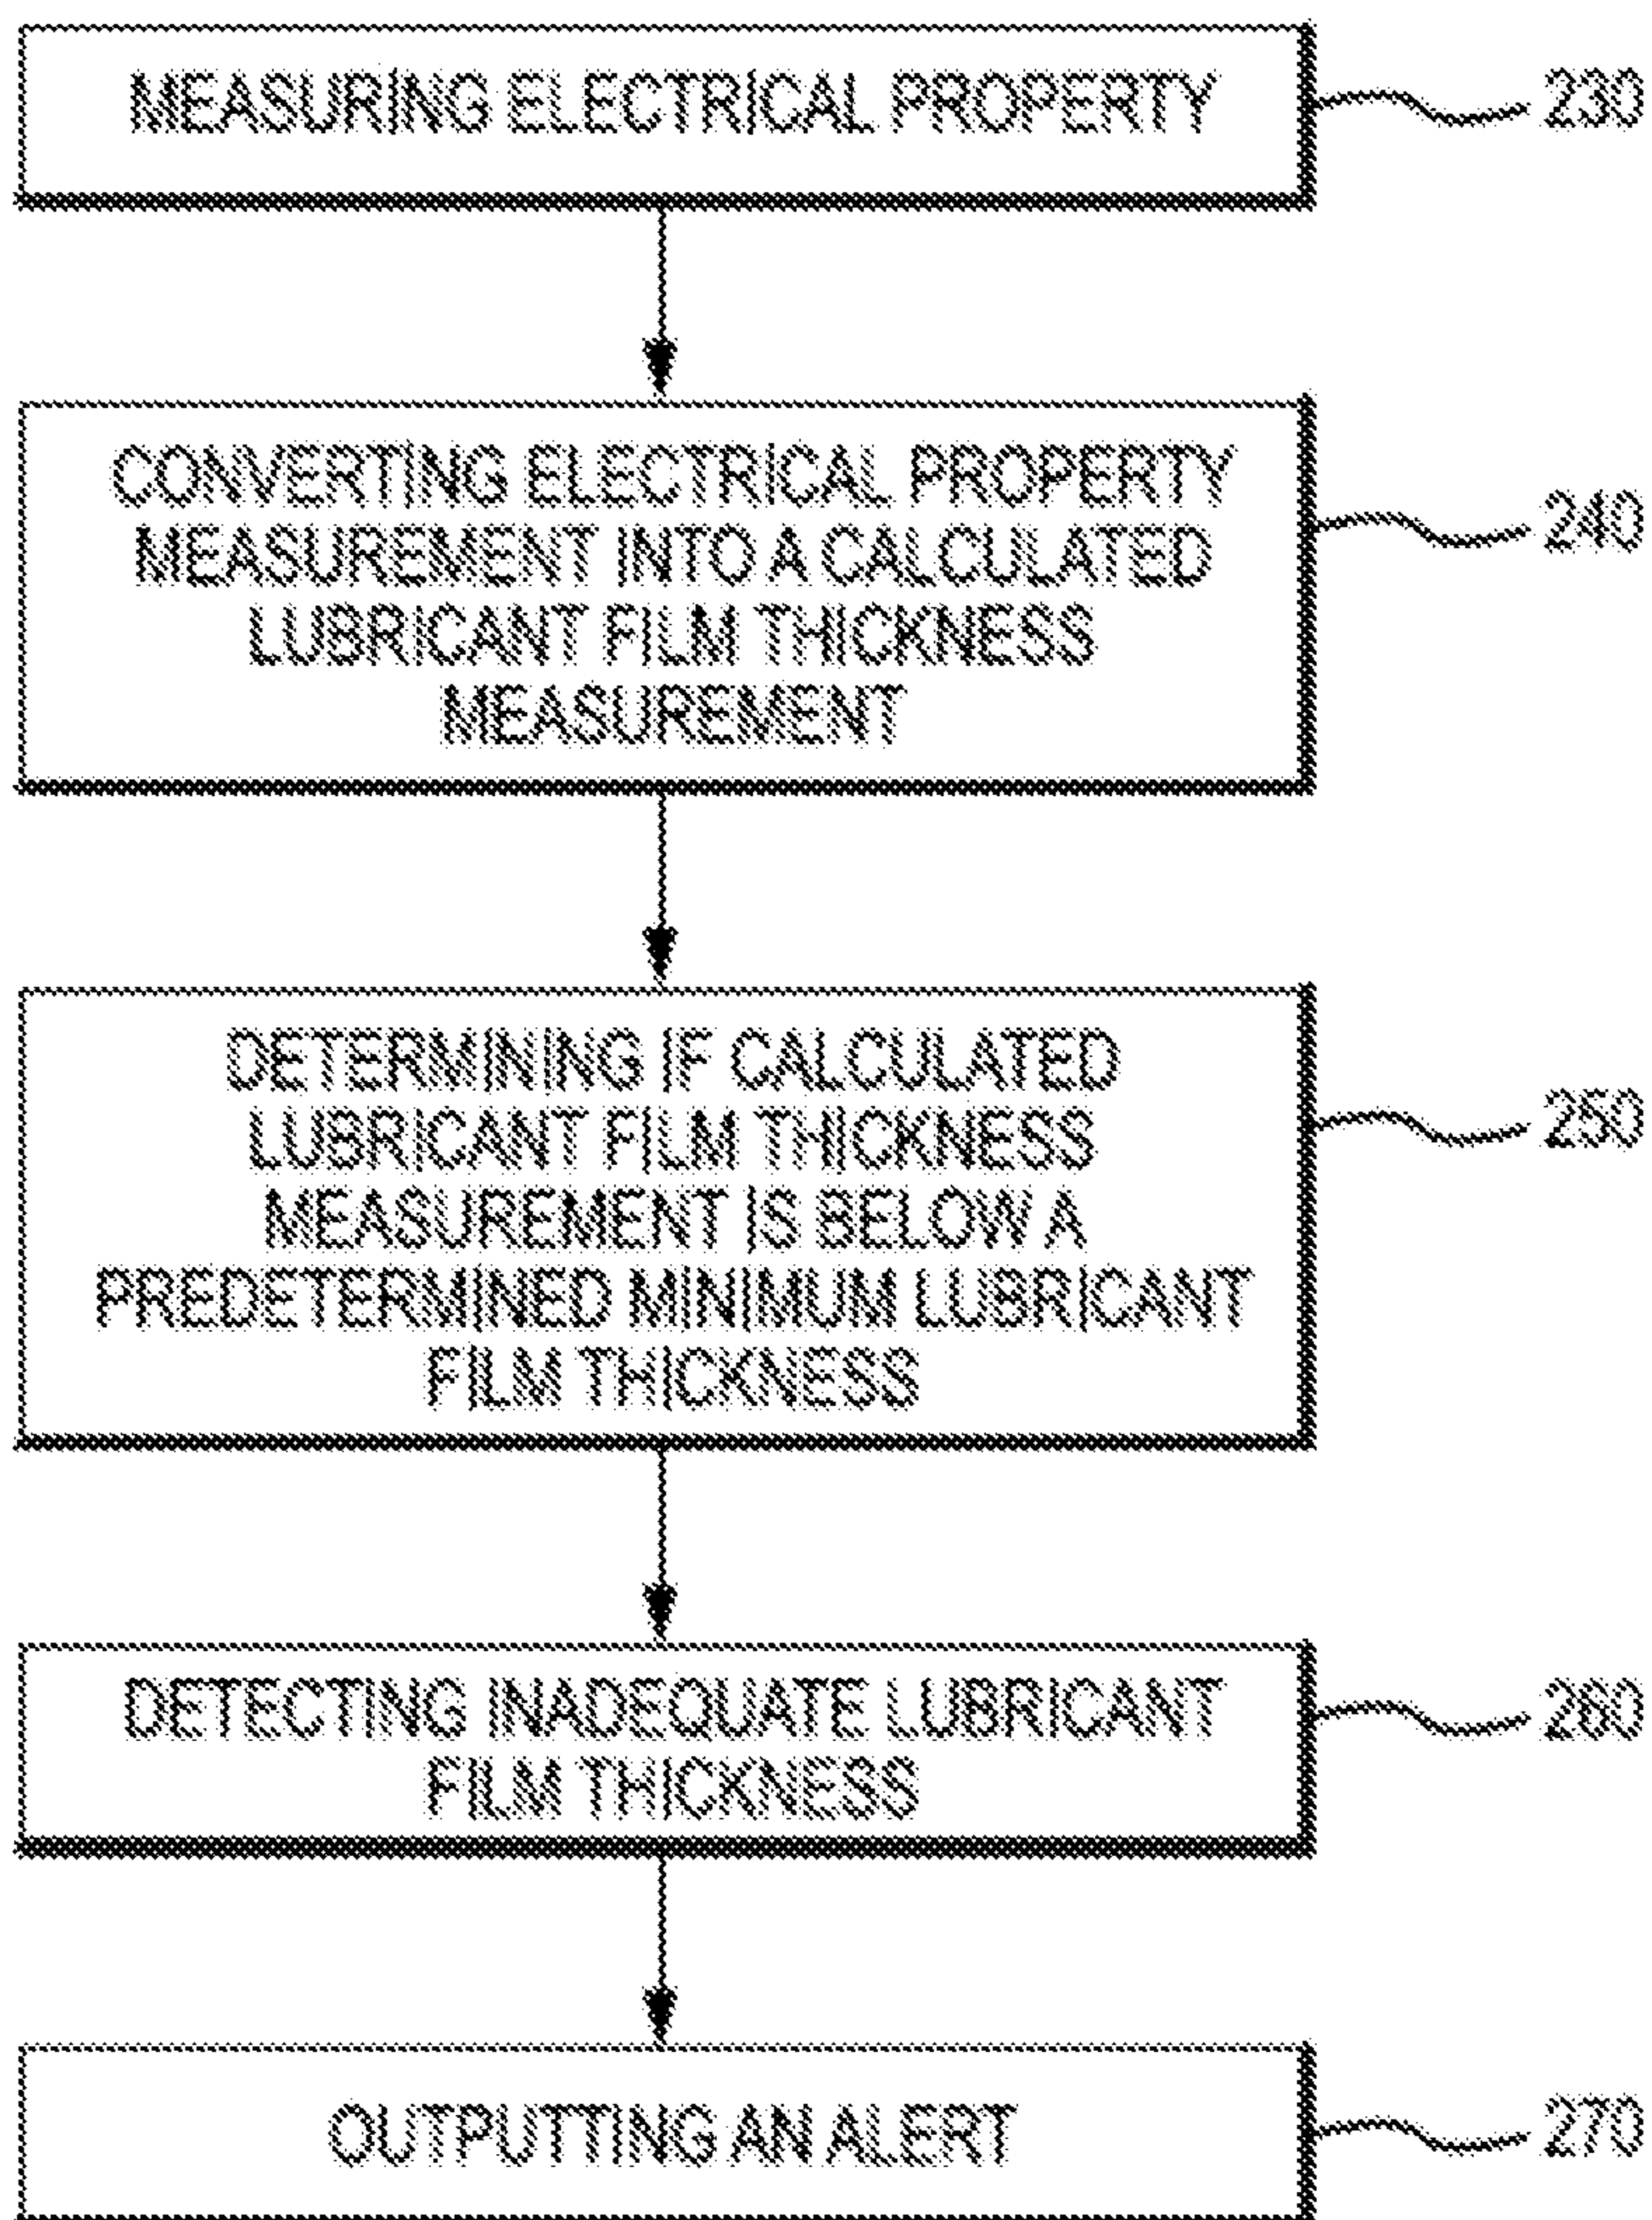 MEASURING ELECTRICAL PROPERTY
230
CONVERTING ELECTRICAL PROPERTY
MEASUREMENT INTO A CALCULATED
LUBRICANT FILM THICKNESS
MEASUREMENT
240
DETERMINING IF CALCULATED
LUBRICANT FILM THICKNESS
MEASUREMENT IS BELOW A
PREDETERMINED MINIMUM LUBRICANT
FILM THICKNESS
250
DETECTING INADEQUATE LUBRICANT
FILM THICKNESS
260
OUTPUTTING AN ALERT
270